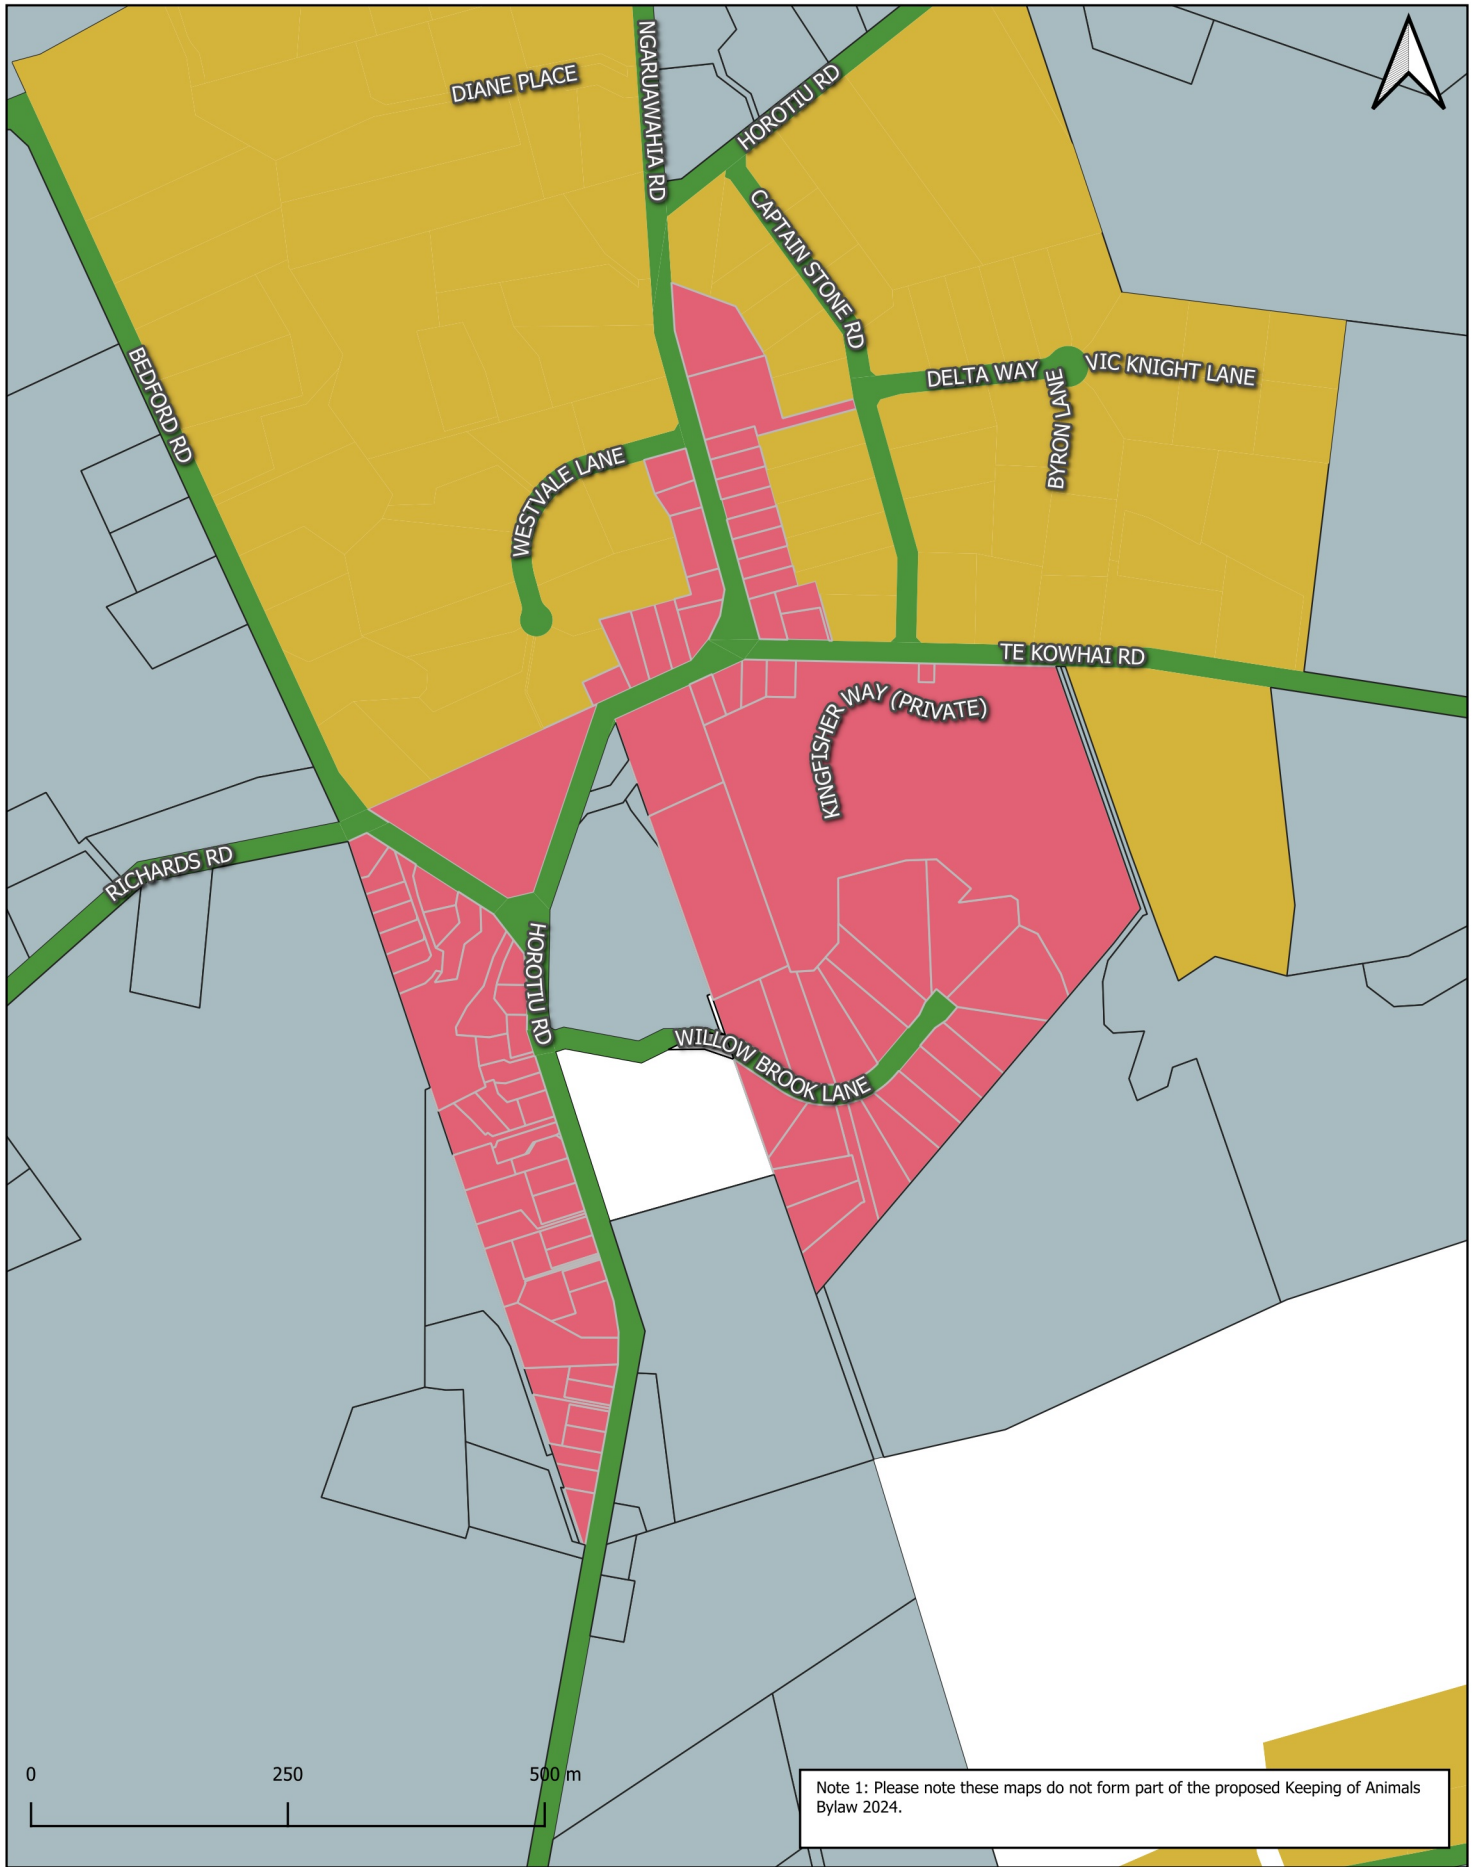 NGARUAWAHIA RD
DIANE PLACE
HOROTIU RD
CAPTAIN STONE RD
BEDFORD RD
DELTA WAY
VIC KNIGHT LANE
BYRON LANE
WESTVALE LANE
TE KOWHAI RD
KINGFISHER WAY (PRIVATE)
RICHARDS RD
HOROTIU RD
WILLOW BROOK LANE
0 250 500 m
Note 1: Please note these maps do not form part of the proposed Keeping of Animals
Bylaw 2024.